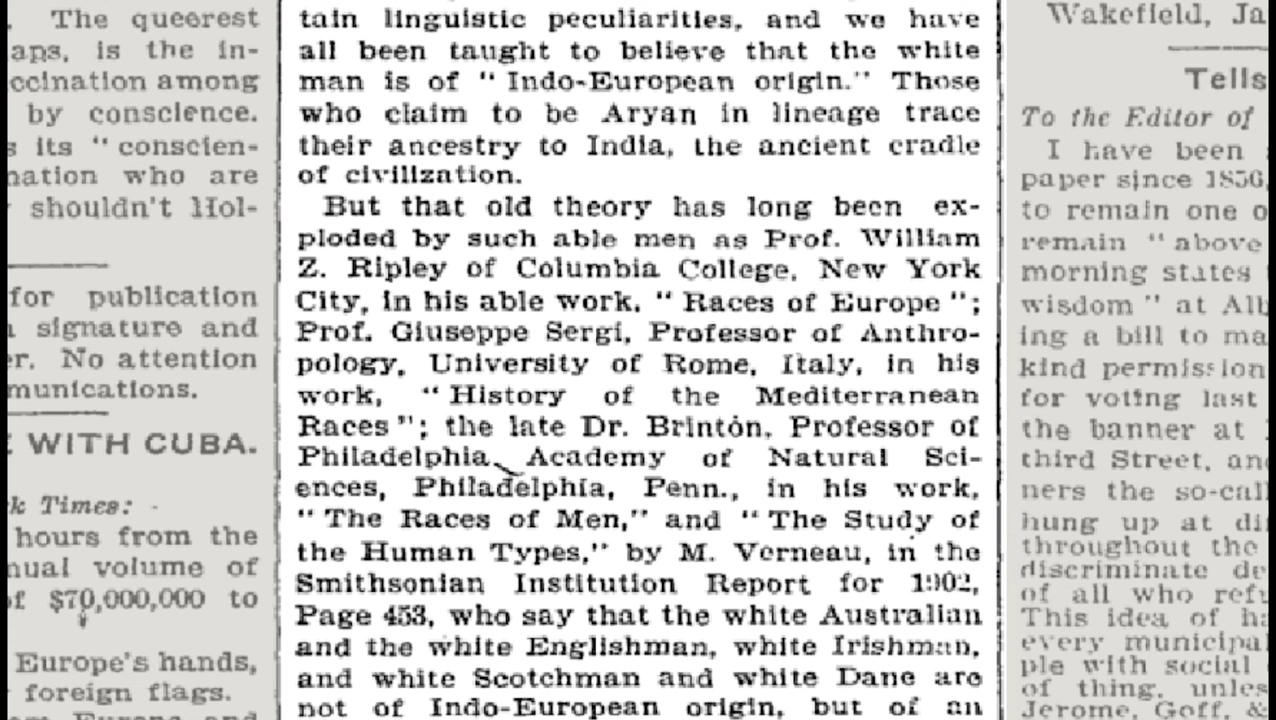 . The queerest
aps, is the in-
ccination among
by conscience.
s its " conscien-
nation who are
shouldn't Hol-
for publication
signature and
er. No attention
munications.
WITH CUBA.
k Times:
hours from the
nual volume of
of $70,000,000 to
Europe's hands,
foreign flags.
om Europe and
tain linguistic peculiarities, and we have
all been taught to believe that the white
man is of " Indo-European origin." Those
who claim to be Aryan in lineage trace
their ancestry to India, the ancient cradle
of civilization.
But that old theory has long been ex-
ploded by such able men as Prof. William
Z. Ripley of Columbia College, New York
City, in his able work, " Races of Europe ";
Prof. Giuseppe Sergi, Professor of Anthro-
pology, University of Rome, Italy, in his
work, " History of the Mediterranean
Races "; the late Dr. Brinton, Professor of
Philadelphia Academy of Natural Sci-
ences, Philadelphia, Penn., in his work,
" The Races of Men," and " The Study of
the Human Types," by M. Verneau, in the
Smithsonian Institution Report for 1902,
Page 453, who say that the white Australian
and the white Englishman, white Irishman,
and white Scotchman and white Dane are
not of Indo-European origin, but of an
Wakefield, Ja
Tells
To the Editor of
I have been
paper since 1856,
to remain one o
remain " above
morning states
wisdom " at Alb
ing a bill to ma
kind permission
for voting last
the banner at
third Street, and
ners the so-call
hung up at di
throughout the
discriminate de
of all who refu
This idea of ha
every municipal
ple with social
of thing, unles
Jerome, Goff, &